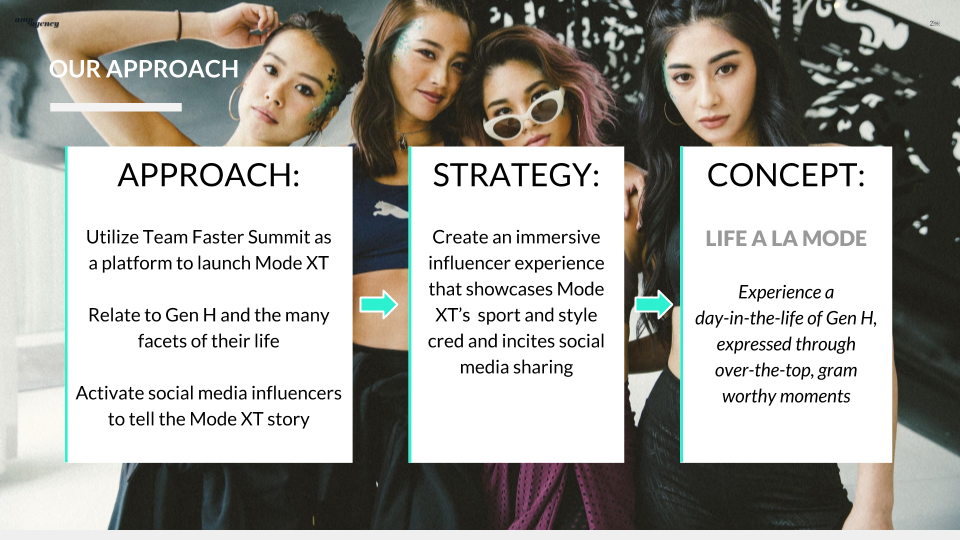 OUR APPROACH
APPROACH:
Utilize Team Faster Summit as
a platform to launch Mode XT
Relate to Gen H and the many
facets of their life
Activate social media influencers
to tell the Mode XT story
STRATEGY:
Create an immersive
influencer experience
that showcases Mode
XT’s sport and style
cred and incites social
media sharing
CONCEPT:
LIFE A LA MODE
Experience a
day-in-the-life of Gen H,
expressed through
over-the-top, gram
worthy moments